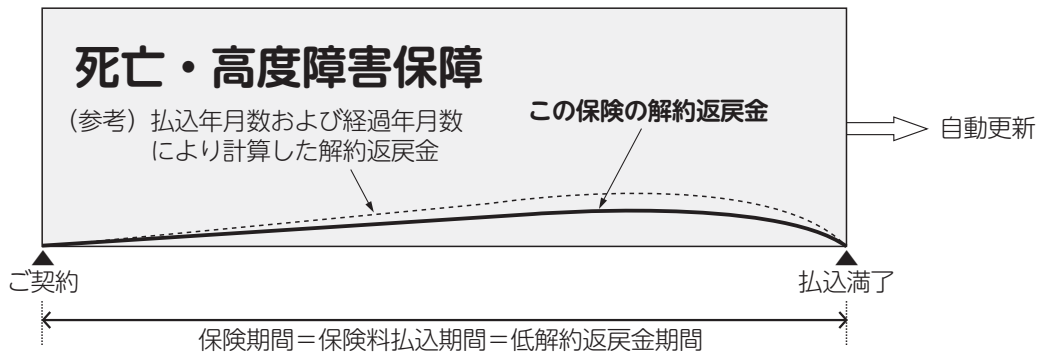 死亡・高度障害保障
(参考) 払込年月数および経過年月数
により計算した解約返戻金
この保険の解約返戻金
自動更新
ご契約
払込満了
保険期間=保険料払込期間=低解約返戻金期間